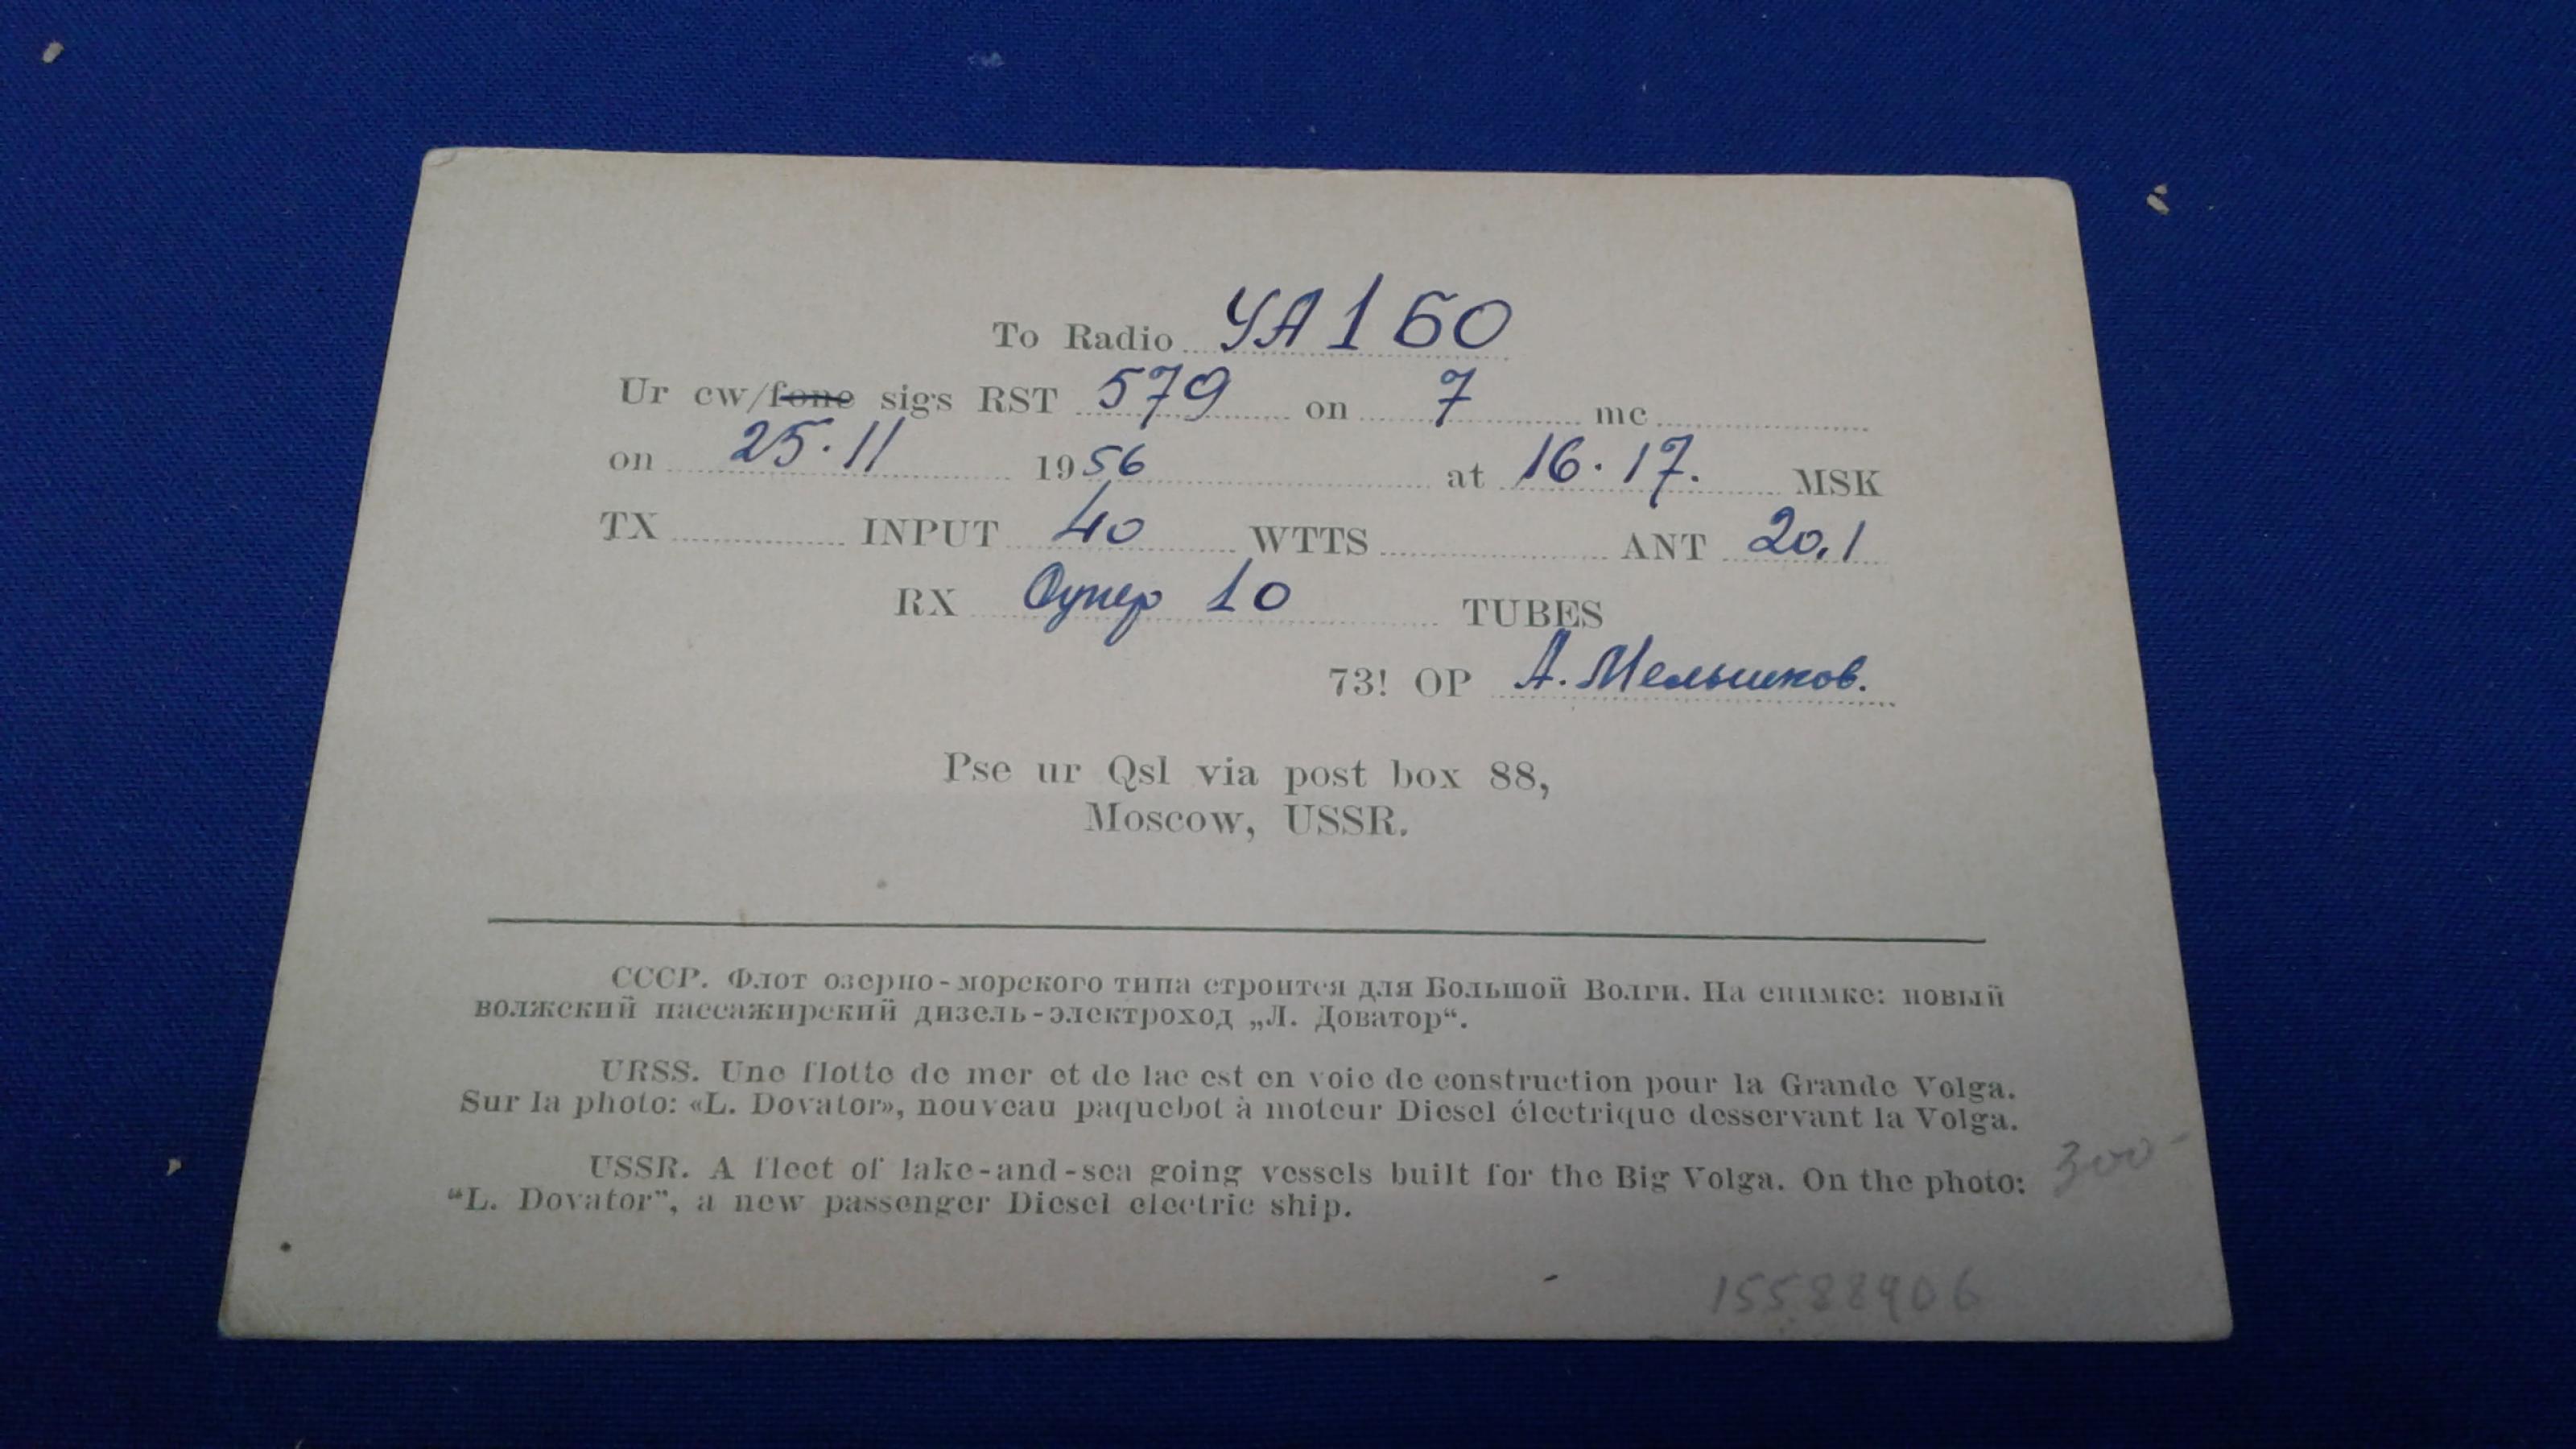 To Radio УА1БО
Ur cw/fone sigs RST 579 on 7 mc
on 25.11 1956 at 16.17. MSK
TX INPUT 40 WTTS ANT 20,1
RX Супер 10 TUBES
73! OP А. Мельников.
Pse ur Qsl via post box 88,
Moscow, USSR.
СССР. Флот озерно-морского типа строится для Большой Волги. На снимке: новый
волжский пассажирский дизель-электроход „Л. Доватор“.
URSS. Une flotte de mer et de lac est en voie de construction pour la Grande Volga.
Sur la photo: «L. Dovator», nouveau paquebot à moteur Diesel électrique desservant la Volga.
USSR. A fleet of lake-and-sea going vessels built for the Big Volga. On the photo:
“L. Dovator”, a new passenger Diesel electric ship.
300-
15588906